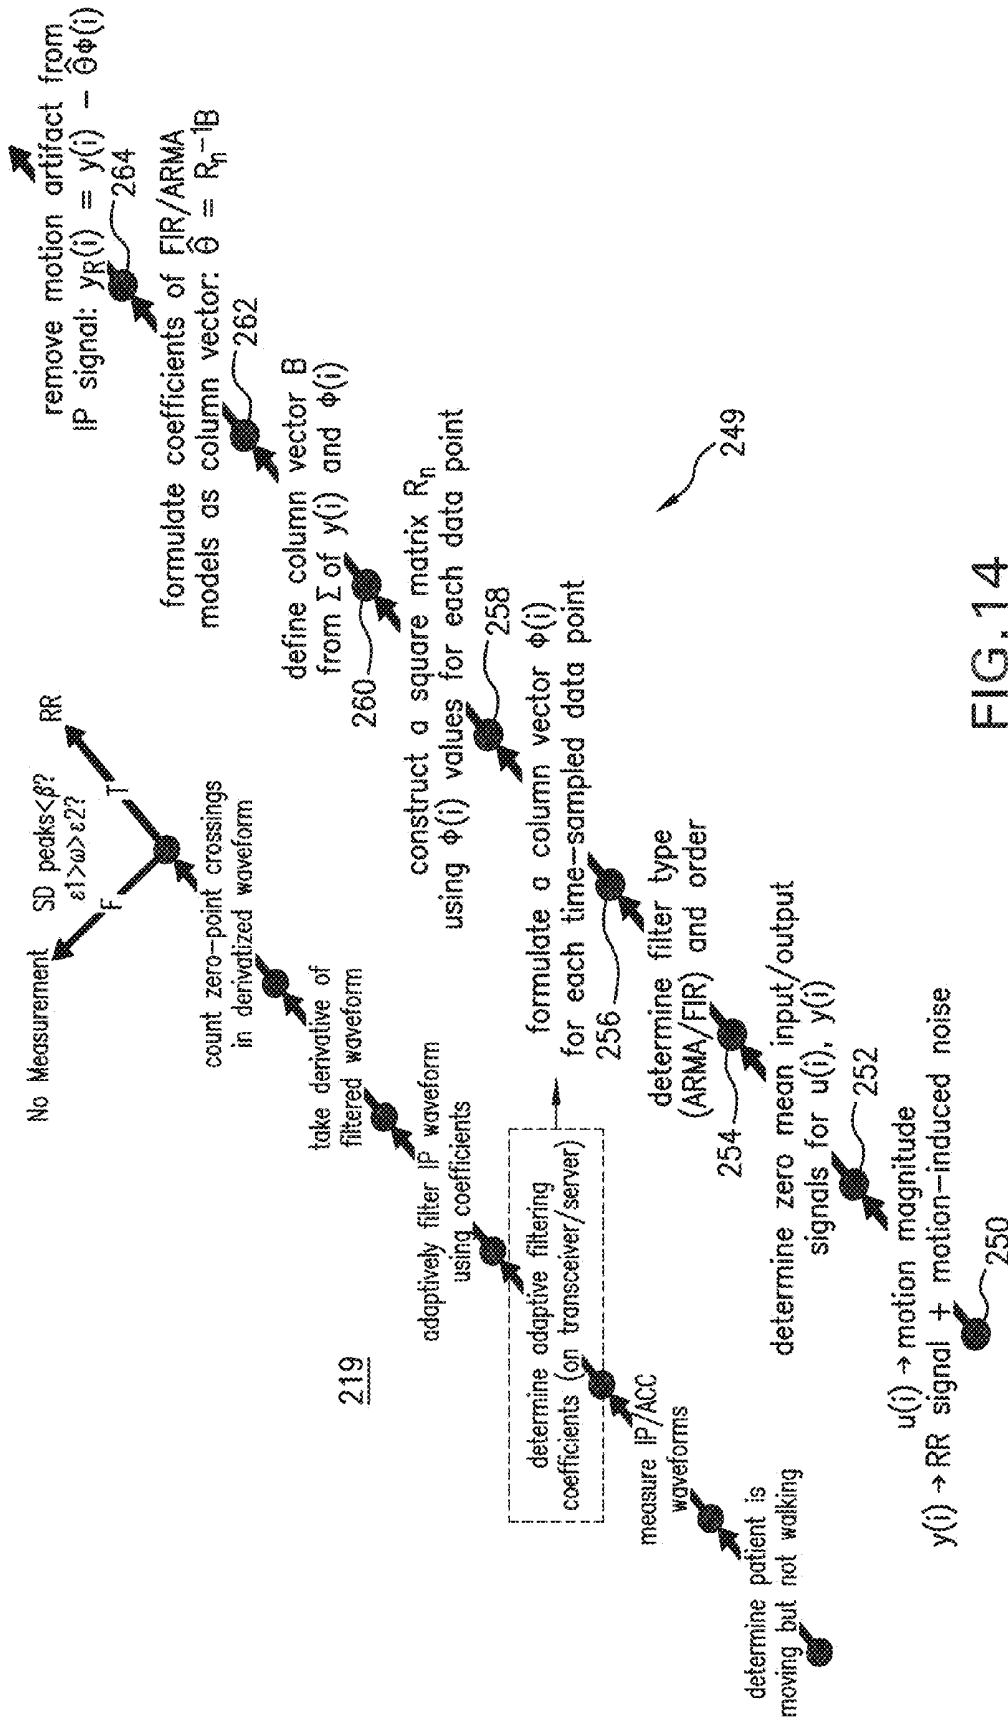 No Measurement
SD peaks<β?
ε1>ω>ε2?
RR
F
T
count zero-point crossings
in derivatized waveform
take derivative of
filtered waveform
adaptively filter IP waveform
using coefficients
219
determine adaptive filtering
coefficients (on transceiver/server)
measure IP/ACC
waveforms
determine patient is
moving but not walking
remove motion artifact from
IP signal: yR(i) = y(i) - Θ̂Φ(i)
264
formulate coefficients of FIR/ARMA
models as column vector: Θ̂ = Rn-1B
262
define column vector B
from Σ of y(i) and Φ(i)
260
construct a square matrix Rn
using Φ(i) values for each data point
258
formulate a column vector Φ(i)
for each time-sampled data point
256
determine filter type
(ARMA/FIR) and order
254
determine zero mean input/output
signals for u(i), y(i)
252
u(i) → motion magnitude
y(i) → RR signal + motion-induced noise
250
249
FIG.14